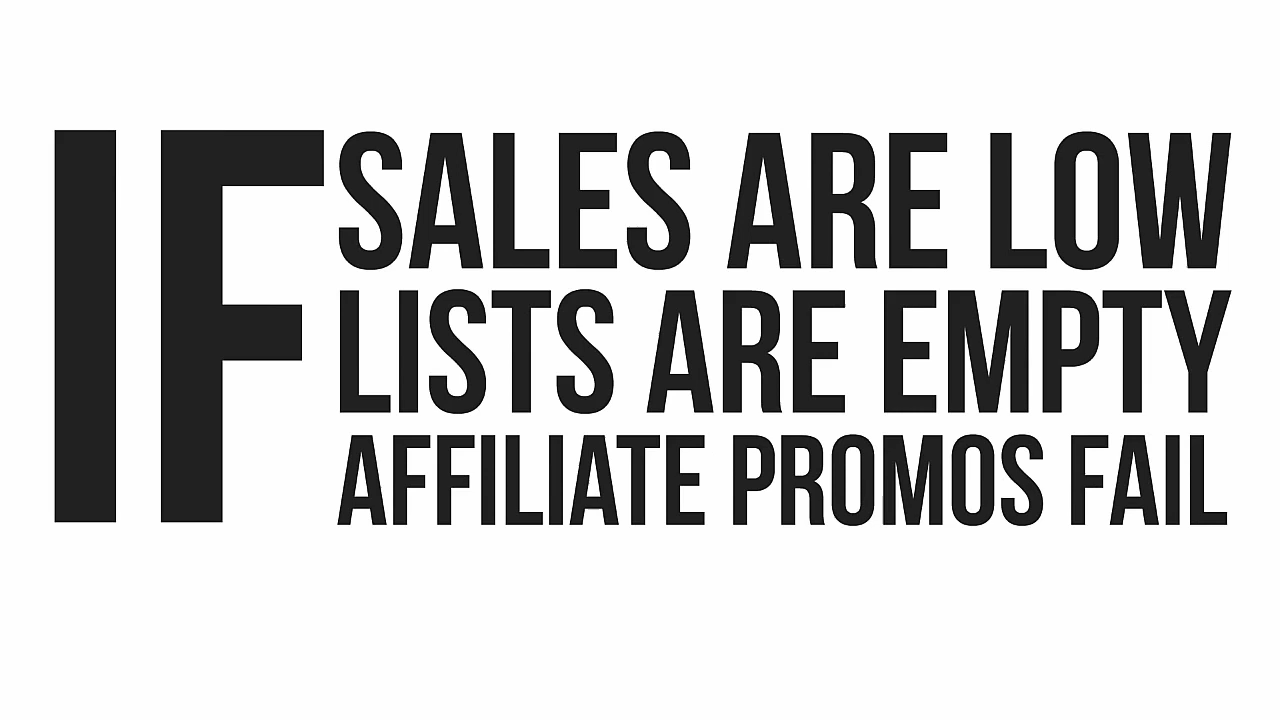 IF
SALES ARE LOW
LISTS ARE EMPTY
AFFILIATE PROMOS FAIL